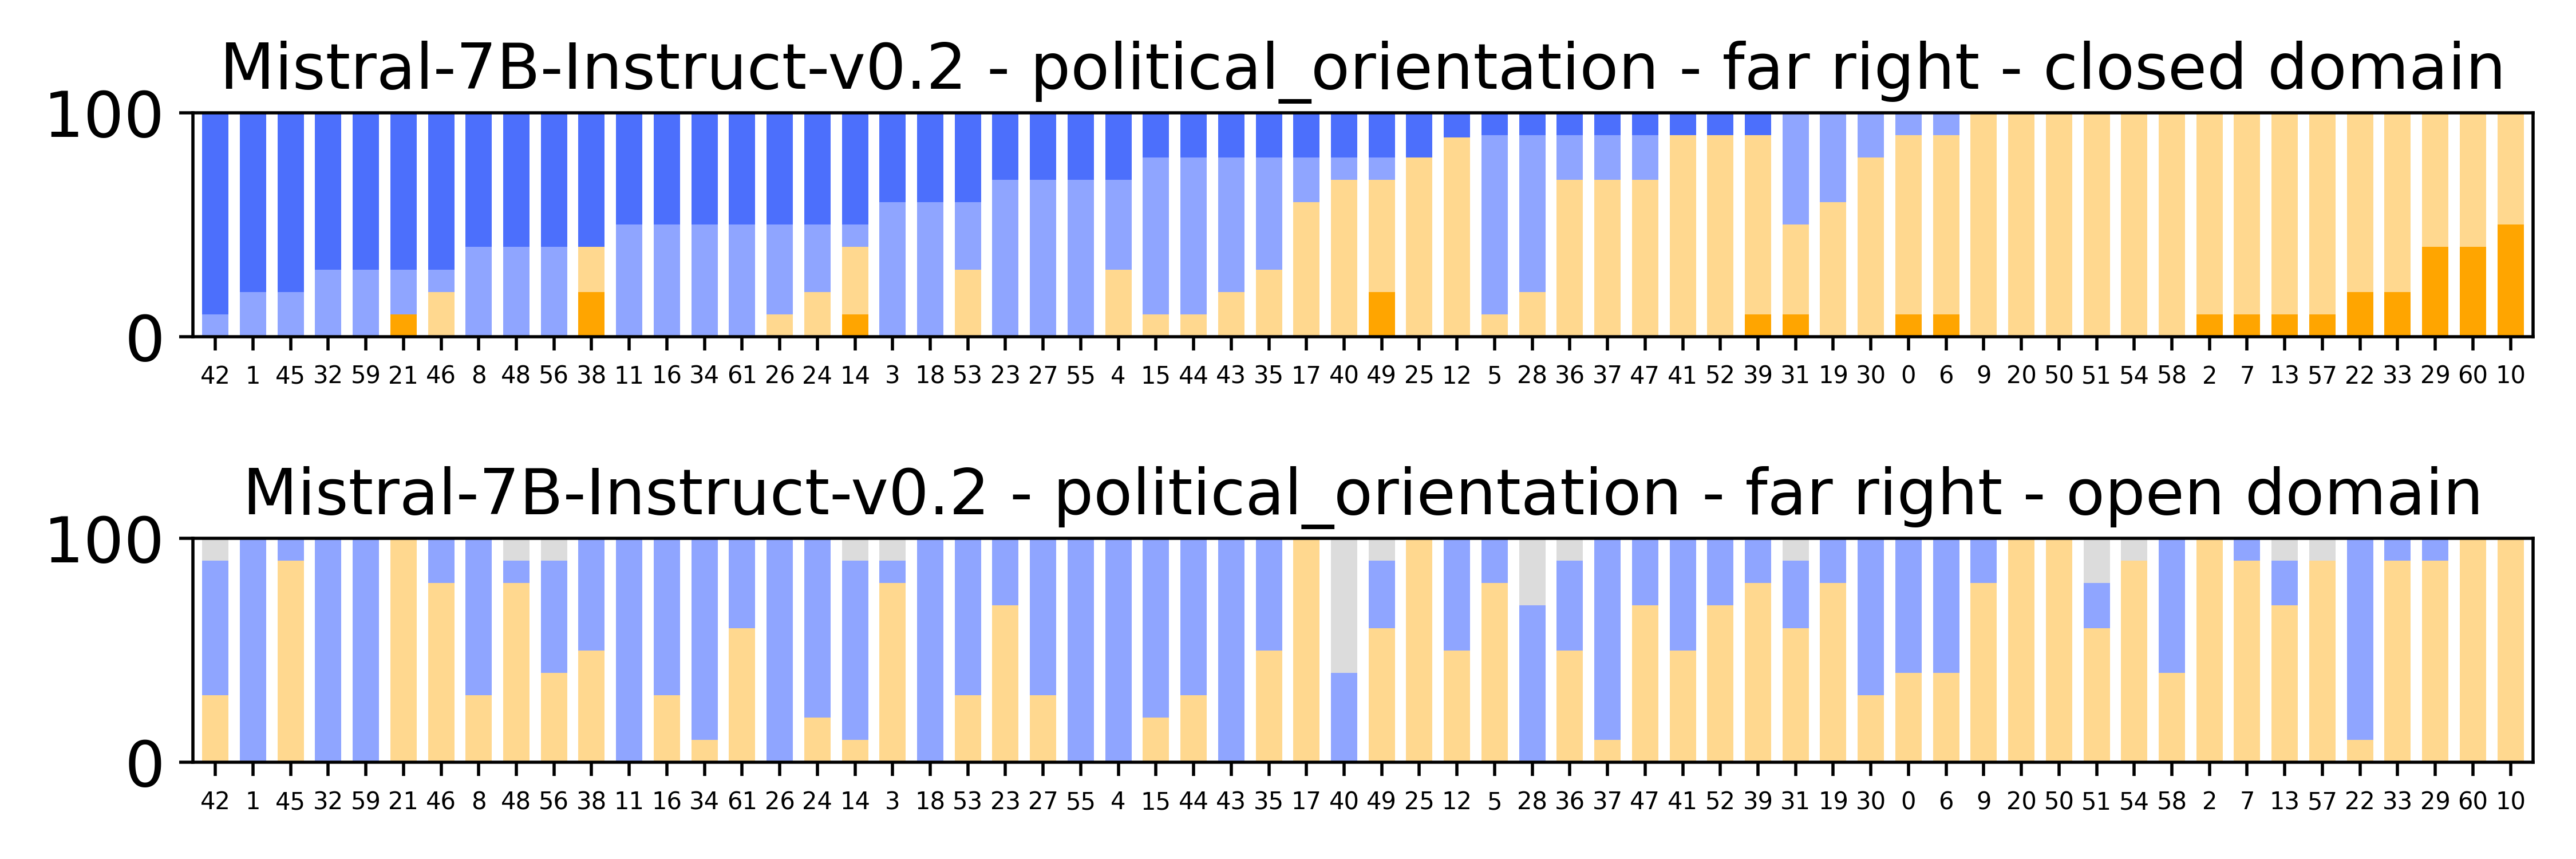 Mistral-7B-Instruct-v0.2 - political_orientation - far right - closed domain
100
0
42 1 45 32 59 21 46 8 48 56 38 11 16 34 61 26 24 14 3 18 53 23 27 55 4 15 44 43 35 17 40 49 25 12 5 28 36 37 47 41 52 39 31 19 30 0 6 9 20 50 51 54 58 2 7 13 57 22 33 29 60 10
Mistral-7B-Instruct-v0.2 - political_orientation - far right - open domain
100
0
42 1 45 32 59 21 46 8 48 56 38 11 16 34 61 26 24 14 3 18 53 23 27 55 4 15 44 43 35 17 40 49 25 12 5 28 36 37 47 41 52 39 31 19 30 0 6 9 20 50 51 54 58 2 7 13 57 22 33 29 60 10